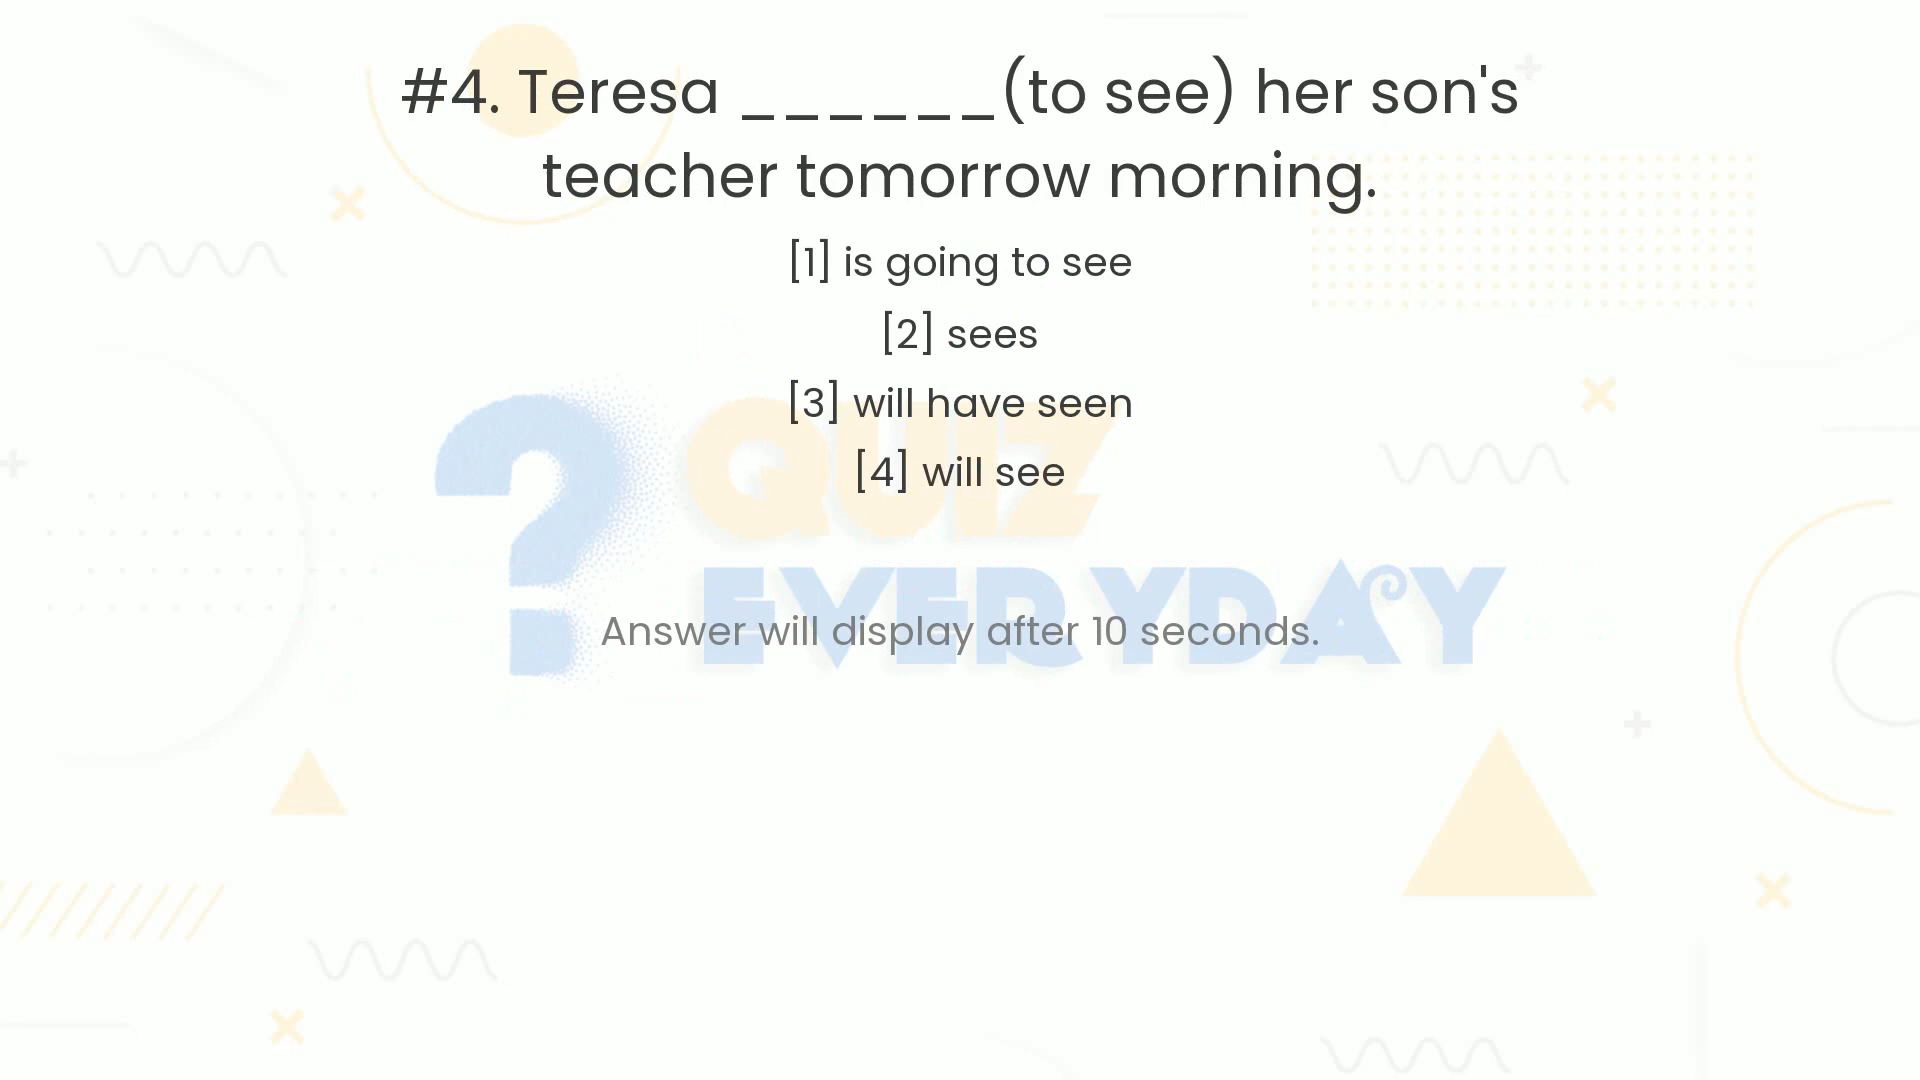 #4. Teresa ______(to see) her son's
teacher tomorrow morning.
[1] is going to see
[2] sees
[3] will have seen
[4] will see
? QUIZ
EVERYDAY
Answer will display after 10 seconds.